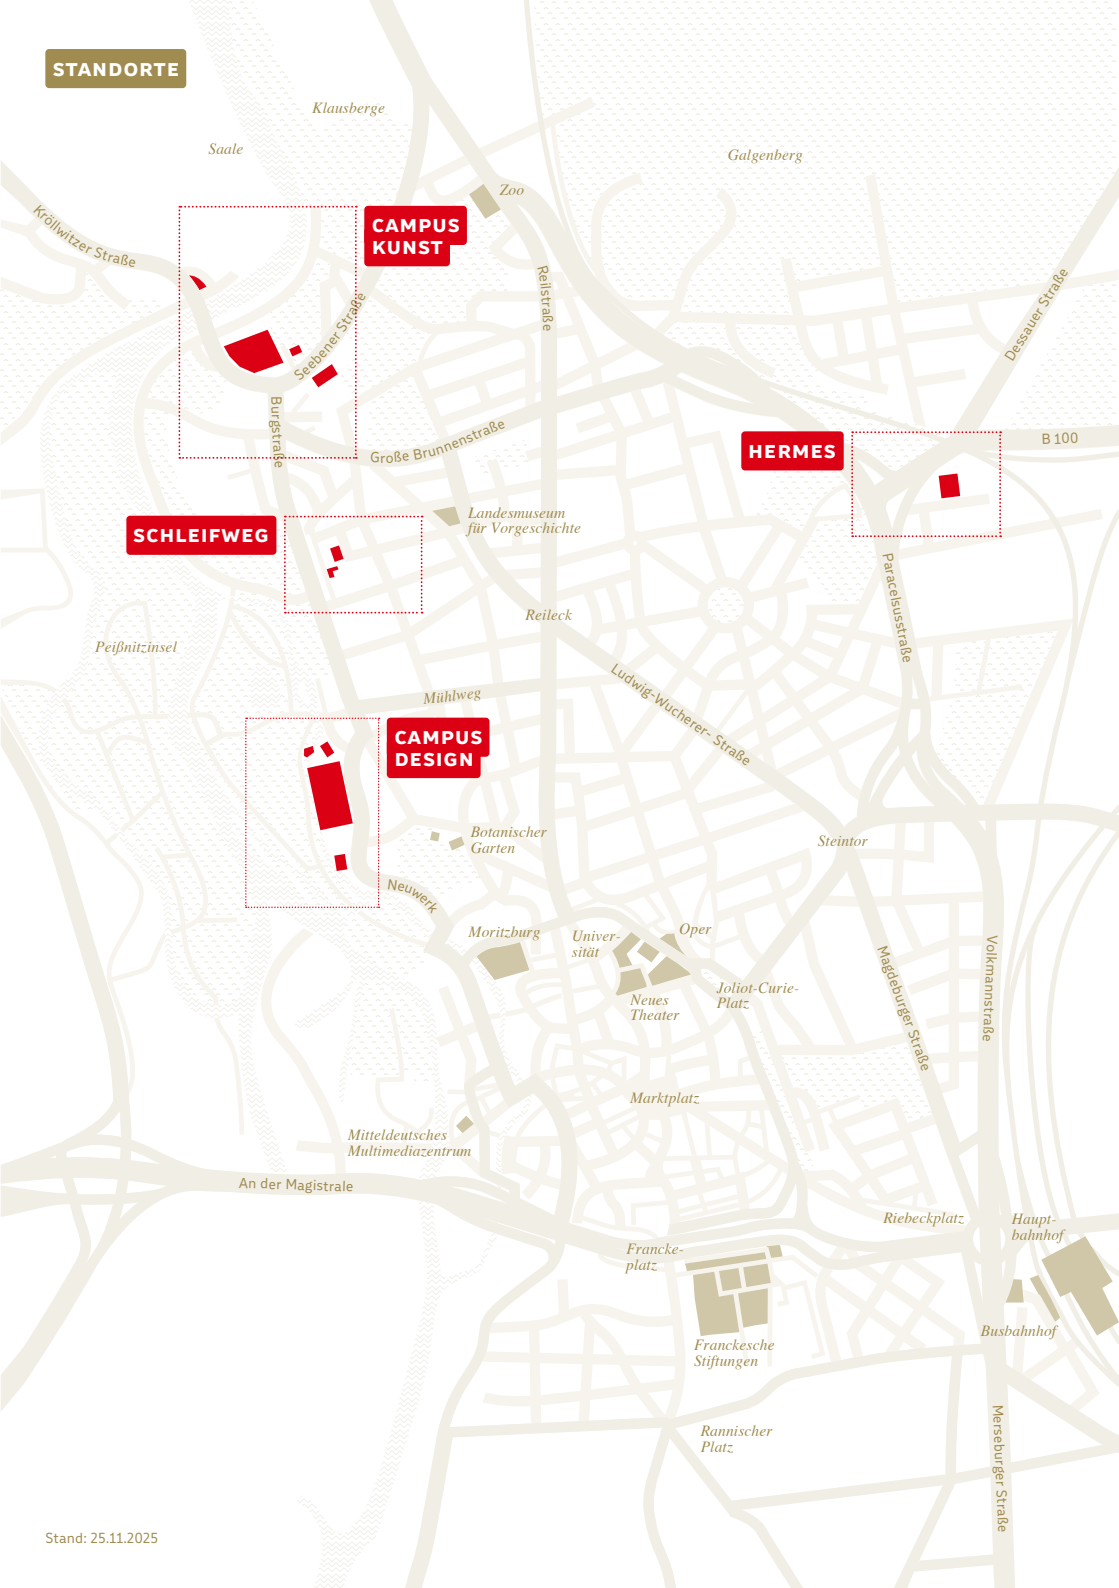 STANDORTE
Klausberge
Saale
Galgenberg
Zoo
Kröllwitzer Straße
CAMPUS
KUNST
Reilstraße
Dessauer Straße
Seebener Straße
Burgstraße
Große Brunnenstraße
B 100
HERMES
SCHLEIFWEG
Landesmuseum
für Vorgeschichte
Paracelsusstraße
Reileck
Peißnitzinsel
Mühlweg
Ludwig-Wucherer- Straße
CAMPUS
DESIGN
Botanischer
Garten
Steintor
Neuwerk
Moritzburg
Univer-
sität
Oper
Magdeburger Straße
Volkmannstraße
Neues
Theater
Joliot-Curie-
Platz
Marktplatz
Mitteldeutsches
Multimediazentrum
An der Magistrale
Riebeckplatz
Haupt-
bahnhof
Francke-
platz
Busbahnhof
Franckesche
Stiftungen
Rannischer
Platz
Merseburger Straße
Stand: 25.11.2025